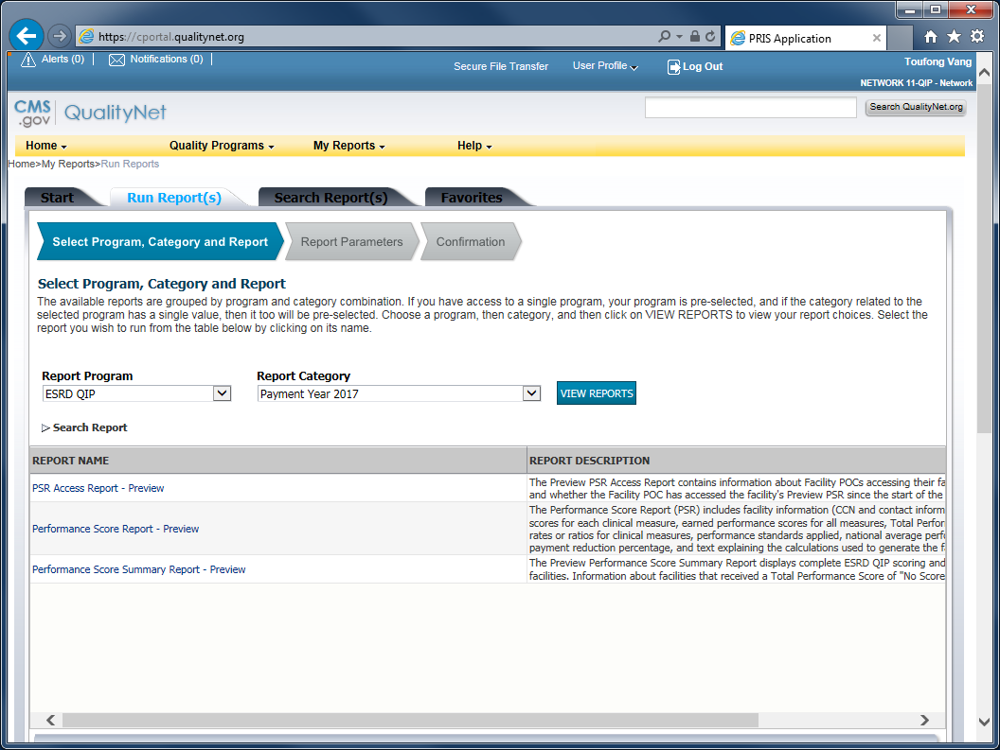 https://cportal.qualitynet.org
PRIS Application
Alerts (0)
Notifications (0)
Secure File Transfer
User Profile
Log Out
Toufong Vang
NETWORK 11-QIP - Network
CMS
.gov
QualityNet
Search QualityNet.org
Home
Quality Programs
My Reports
Help
Home>My Reports>Run Reports
Start
Run Report(s)
Search Report(s)
Favorites
Select Program, Category and Report
Report Parameters
Confirmation
Select Program, Category and Report
The available reports are grouped by program and category combination. If you have access to a single program, your program is pre-selected, and if the category related to the
selected program has a single value, then it too will be pre-selected. Choose a program, then category, and then click on VIEW REPORTS to view your report choices. Select the
report you wish to run from the table below by clicking on its name.
Report Program
Report Category
ESRD QIP
Payment Year 2017
VIEW REPORTS
Search Report
REPORT NAME
REPORT DESCRIPTION
PSR Access Report - Preview
The Preview PSR Access Report contains information about Facility POCs accessing their fa
and whether the Facility POC has accessed the facility's Preview PSR since the start of the
Performance Score Report - Preview
The Performance Score Report (PSR) includes facility information (CCN and contact inform
scores for each clinical measure, earned performance scores for all measures, Total Perfor
rates or ratios for clinical measures, performance standards applied, national average perfo
payment reduction percentage, and text explaining the calculations used to generate the f
Performance Score Summary Report - Preview
The Preview Performance Score Summary Report displays complete ESRD QIP scoring and
facilities. Information about facilities that received a Total Performance Score of "No Score